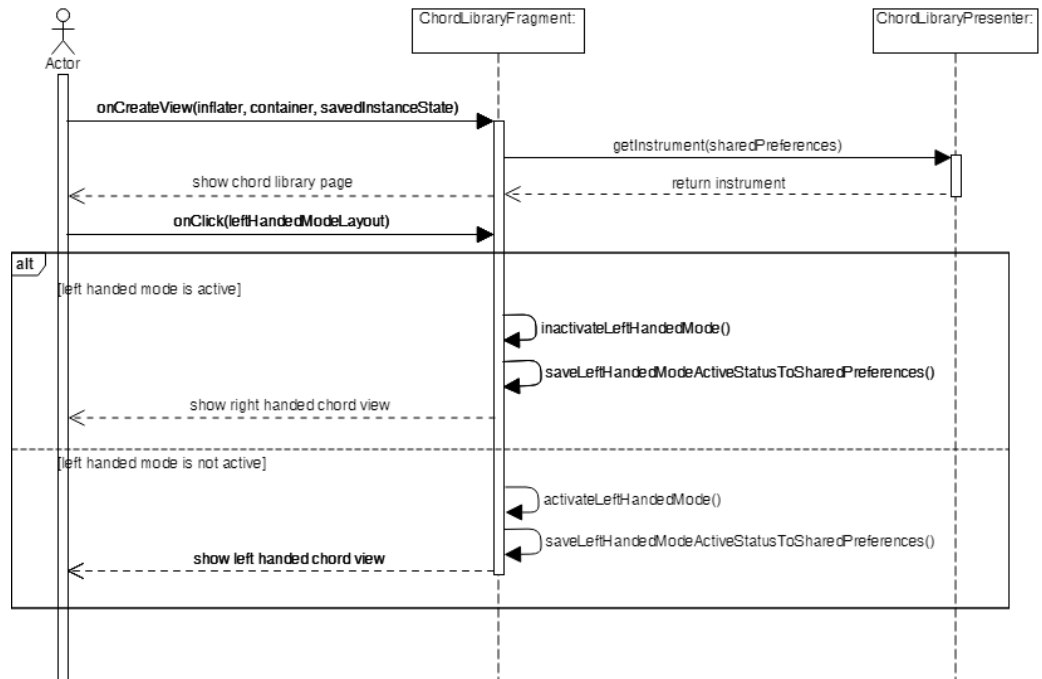 ChordLibraryFragment:
ChordLibraryPresenter:
Actor
onCreateView(inflater, container, savedInstanceState)
getInstrument(sharedPreferences)
show chord library page
return instrument
onClick(leftHandedModeLayout)
alt
[left handed mode is active]
inactivateLeftHandedMode()
saveLeftHandedModeActiveStatusToSharedPreferences()
show right handed chord view
[left handed mode is not active]
activateLeftHandedMode()
saveLeftHandedModeActiveStatusToSharedPreferences()
show left handed chord view